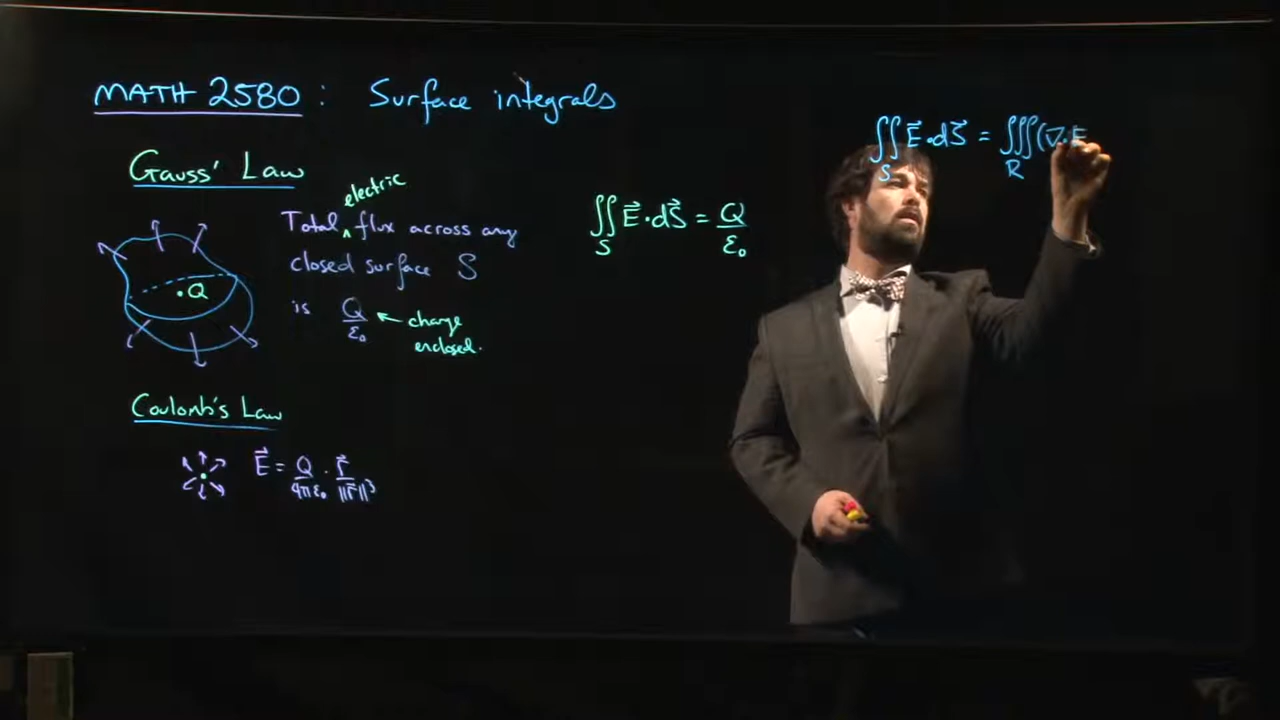 MATH 2580 : Surface integrals
Gauss' Law
electric
Total ‸ flux across any
closed surface S
is Q/ε₀ ← charge enclosed.
• Q
∬_S E⃗ · dS⃗ = Q/ε₀
∬_S E⃗ · dS⃗ = ∭_R (∇ · E
Coulomb's Law
E⃗ = Q/4πε₀ · r⃗/||r⃗||³